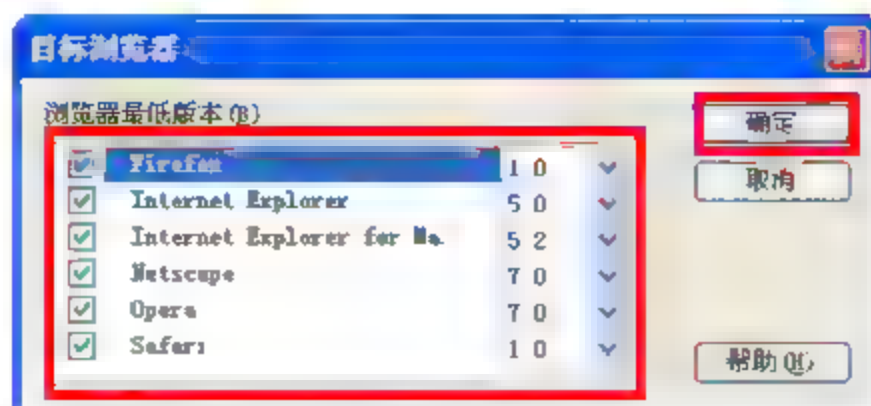 目标浏览器
浏览器最低版本(B)
确定
Firefox 1 0
取消
Internet Explorer 5 0
Internet Explorer for Ma. 5 2
Netscape 7 0
Opera 7 0
Safari 1 0
帮助(H)